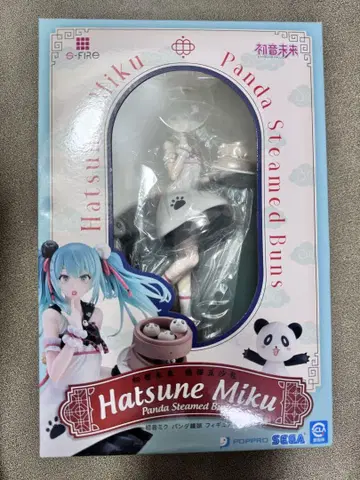 S-FIRE
初音未来
Hatsune Miku
Panda Steamed Buns
Hatsune Miku
Panda Steamed
初音ミク パンダ饅頭 フィギュア
POPPRO
SEGA